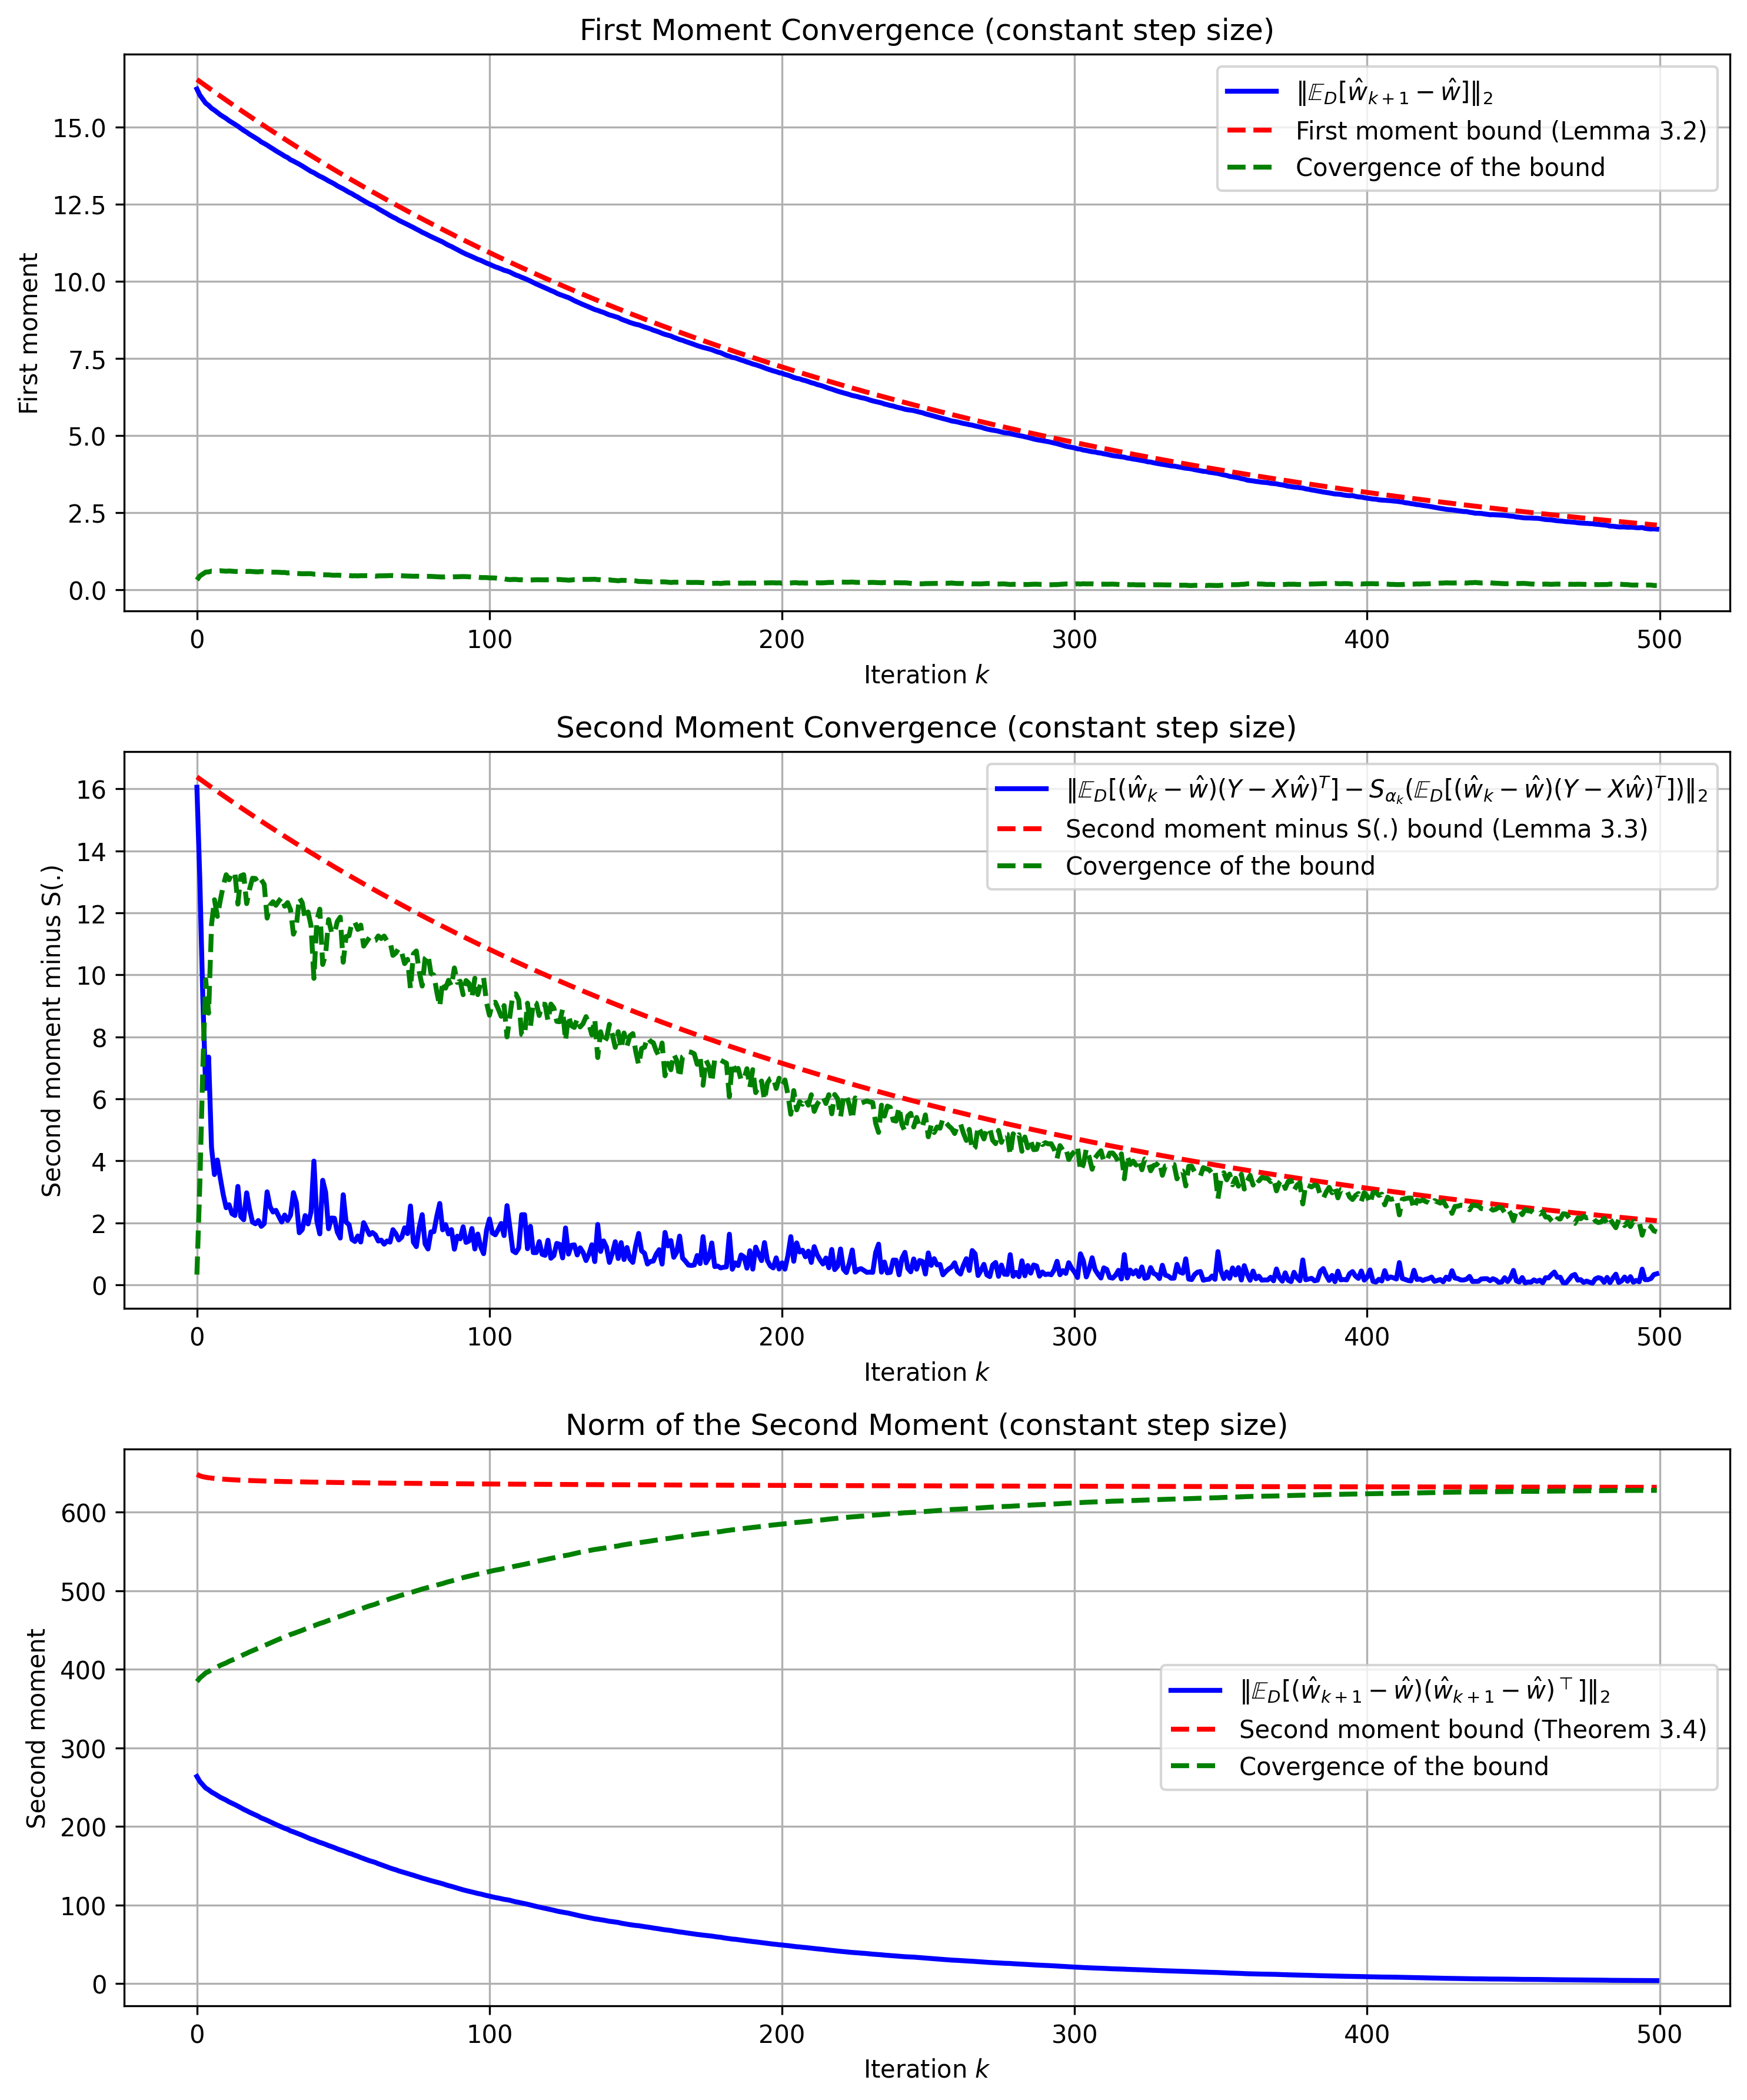 First Moment Convergence (constant step size)
‖𝔼_D[ŵ_{k+1} − ŵ]‖₂
First moment bound (Lemma 3.2)
Covergence of the bound
First moment
15.0
12.5
10.0
7.5
5.0
2.5
0.0
0 100 200 300 400 500
Iteration k
Second Moment Convergence (constant step size)
‖𝔼_D[(ŵ_k − ŵ)(Y − Xŵ)^T] − S_{α_k}(𝔼_D[(ŵ_k − ŵ)(Y − Xŵ)^T])‖₂
Second moment minus S(.) bound (Lemma 3.3)
Covergence of the bound
Second moment minus S(.)
16
14
12
10
8
6
4
2
0
0 100 200 300 400 500
Iteration k
Norm of the Second Moment (constant step size)
‖𝔼_D[(ŵ_{k+1} − ŵ)(ŵ_{k+1} − ŵ)^⊤]‖₂
Second moment bound (Theorem 3.4)
Covergence of the bound
Second moment
600
500
400
300
200
100
0
0 100 200 300 400 500
Iteration k